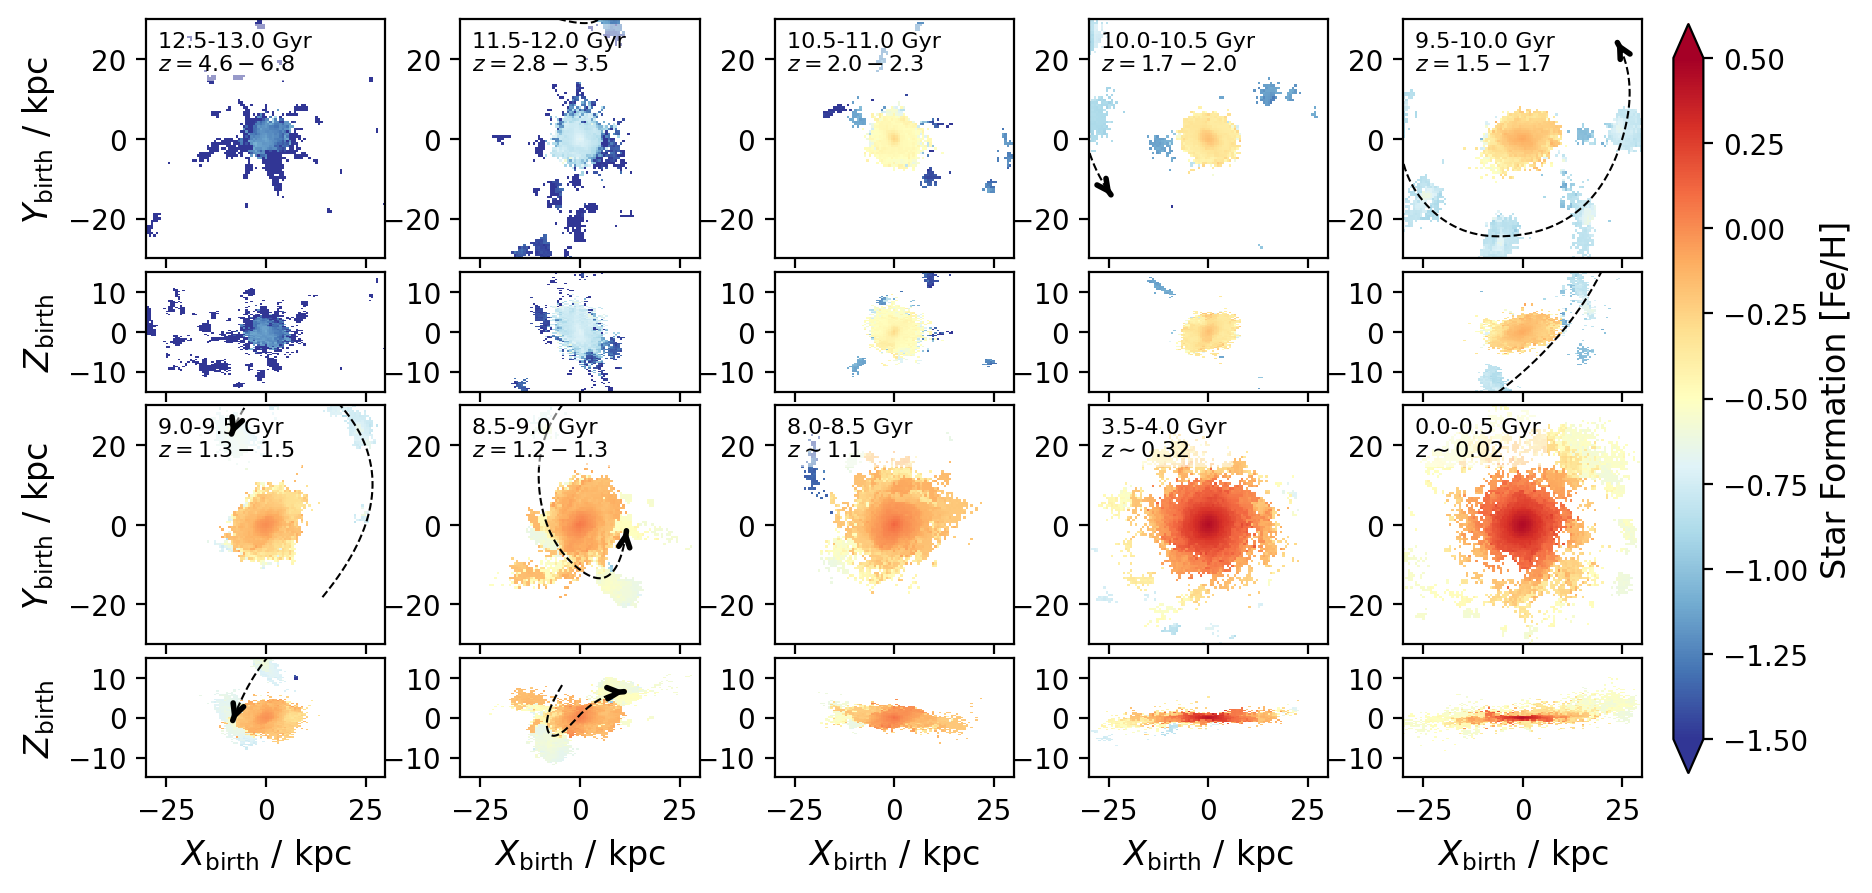 12.5-13.0 Gyr
z = 4.6 − 6.8
11.5-12.0 Gyr
z = 2.8 − 3.5
10.5-11.0 Gyr
z = 2.0 − 2.3
10.0-10.5 Gyr
z = 1.7 − 2.0
9.5-10.0 Gyr
z = 1.5 − 1.7
Y_birth / kpc
20
0
−20
20
0
−20
20
0
−20
20
0
−20
20
0
−20
Z_birth
10
0
−10
10
0
−10
10
0
−10
10
0
−10
10
0
−10
9.0-9.5 Gyr
z = 1.3 − 1.5
8.5-9.0 Gyr
z = 1.2 − 1.3
8.0-8.5 Gyr
z ∼ 1.1
3.5-4.0 Gyr
z ∼ 0.32
0.0-0.5 Gyr
z ∼ 0.02
Y_birth / kpc
20
0
−20
20
0
−20
20
0
−20
20
0
−20
20
0
−20
Z_birth
10
0
−10
10
0
−10
10
0
−10
10
0
−10
10
0
−10
−25 0 25
−25 0 25
−25 0 25
−25 0 25
−25 0 25
X_birth / kpc
X_birth / kpc
X_birth / kpc
X_birth / kpc
X_birth / kpc
0.50
0.25
0.00
−0.25
−0.50
−0.75
−1.00
−1.25
−1.50
Star Formation [Fe/H]